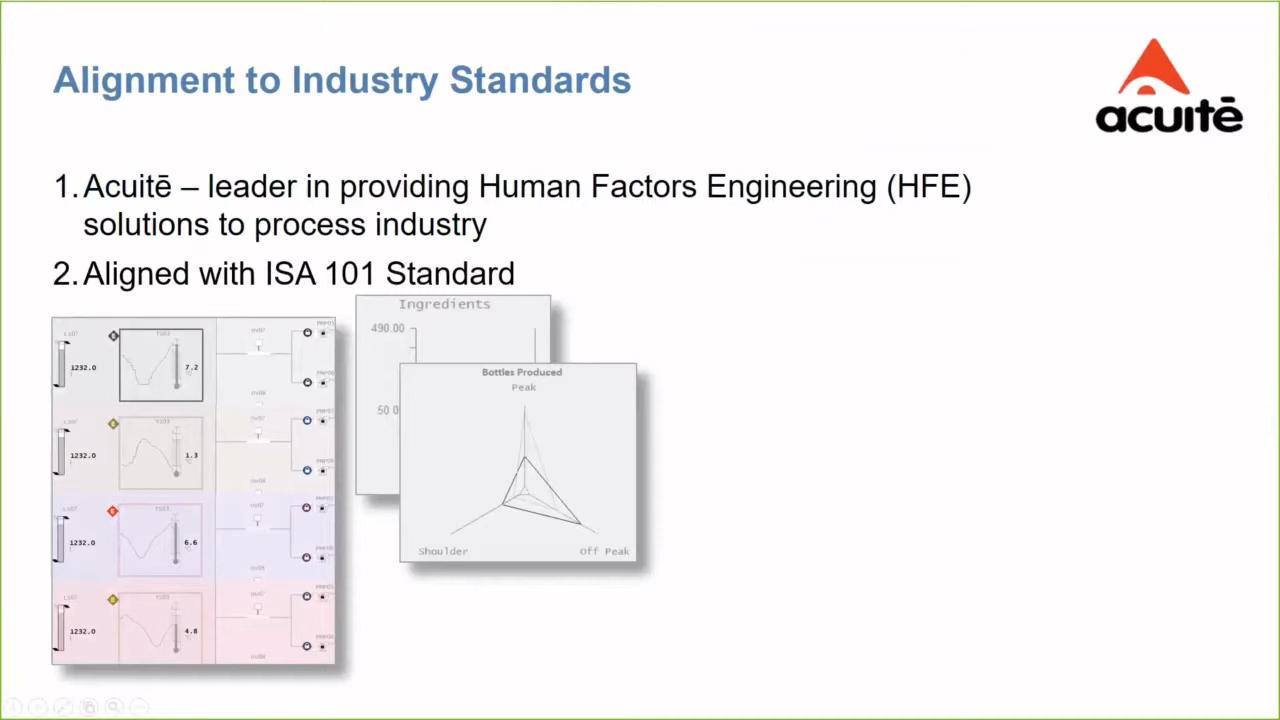 Alignment to Industry Standards
acuitē
1. Acuitē – leader in providing Human Factors Engineering (HFE)
solutions to process industry
2. Aligned with ISA 101 Standard
Ingredients
490.00
50.0
Bottles Produced
Peak
Shoulder
Off Peak
1232.0
7.2
1232.0
1.3
1232.0
6.6
1232.0
4.8